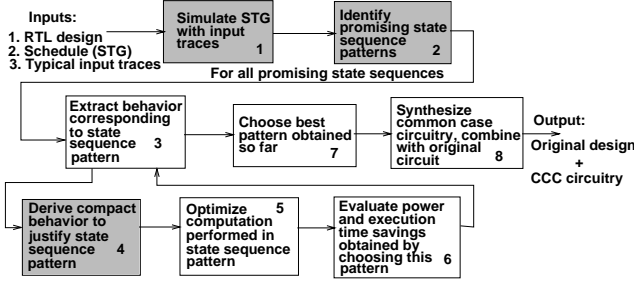 Inputs:
1. RTL design
2. Schedule (STG)
3. Typical input traces
Simulate STG
with input
traces
1
Identify
promising state
sequence
patterns
2
For all promising state sequences
Extract behavior
corresponding
to state
sequence
pattern
3
Choose best
pattern obtained
so far
7
Synthesize
common case
circuitry, combine
with original
circuit
8
Output:
Original design
+
CCC circuitry
Derive compact
behavior to
justify state
sequence
pattern
4
Optimize
computation
performed in
state sequence
pattern
5
Evaluate power
and execution
time savings
obtained by
choosing this
pattern
6